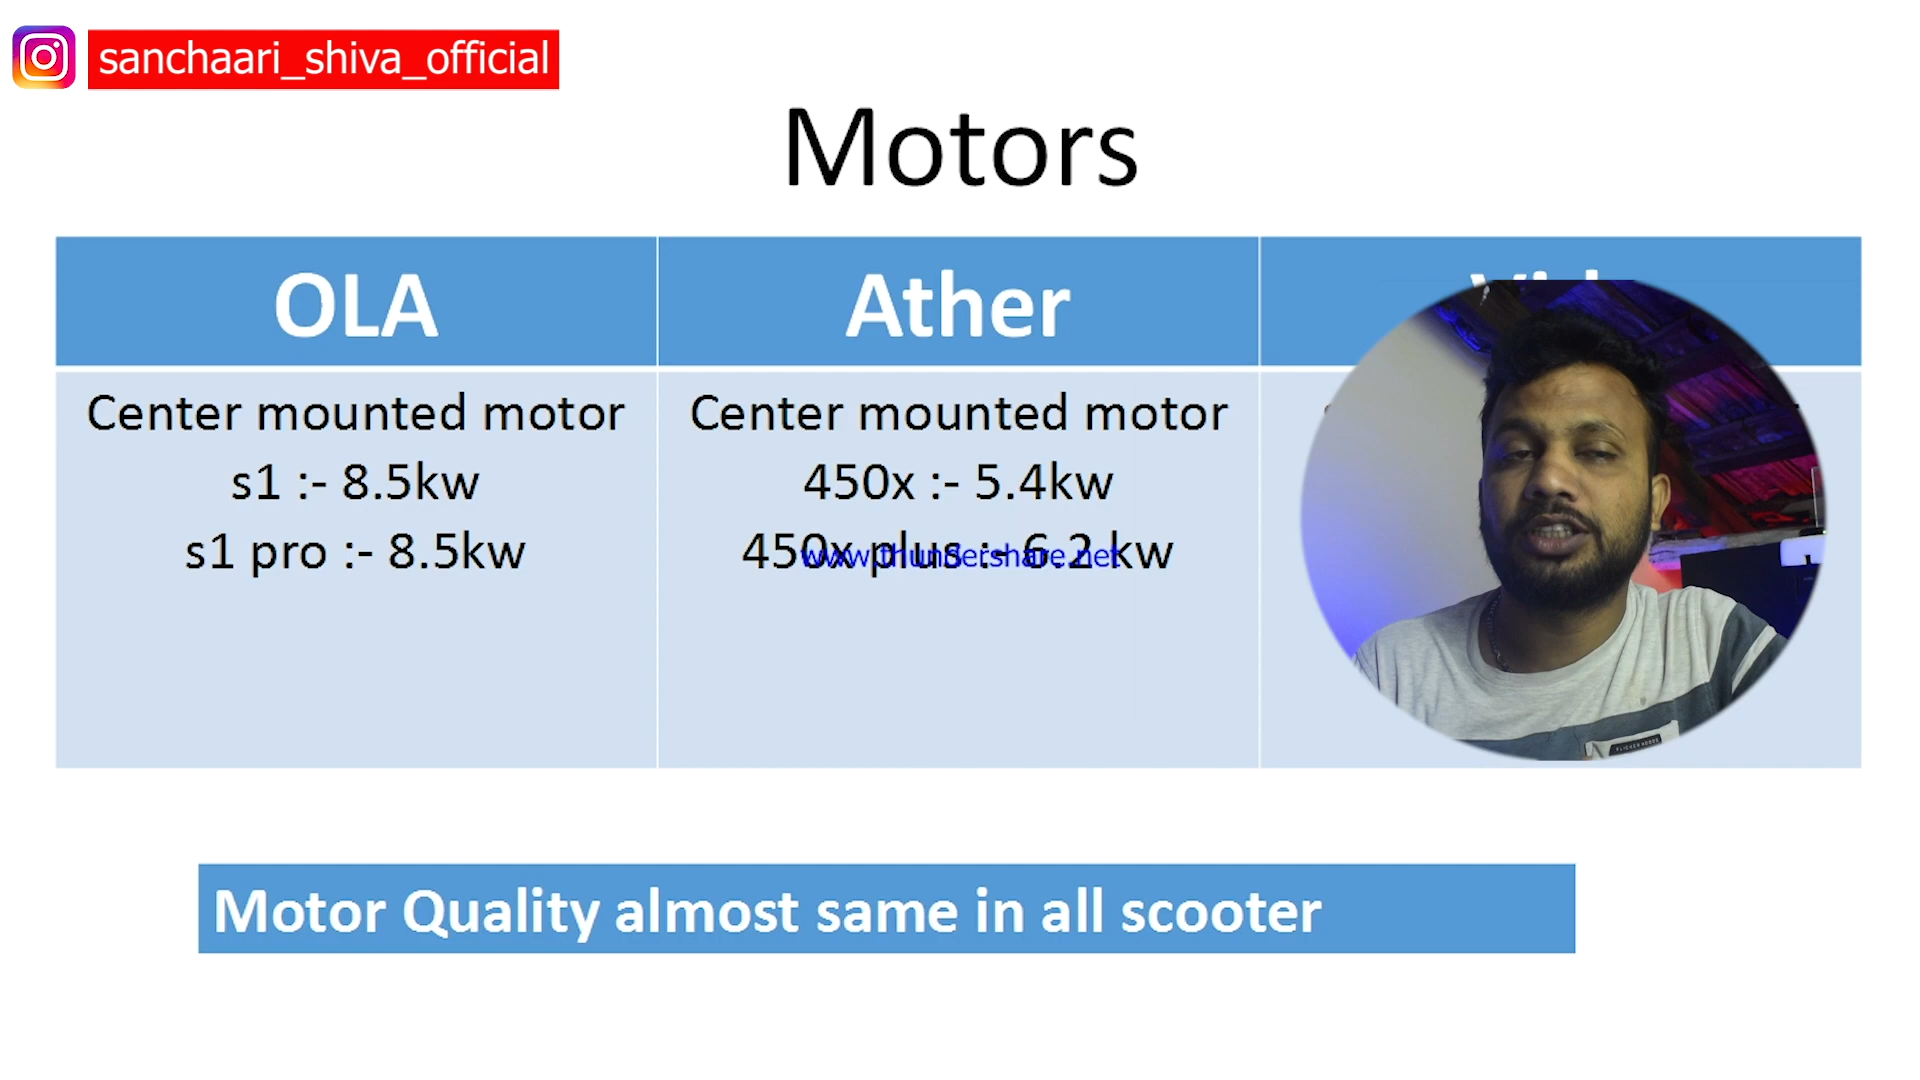 sanchaari_shiva_official
Motors
OLA
Ather
Center mounted motor
s1 :- 8.5kw
s1 pro :- 8.5kw
Center mounted motor
450x :- 5.4kw
450x plus :- 6.2 kw
www.thundershare.net
Motor Quality almost same in all scooter